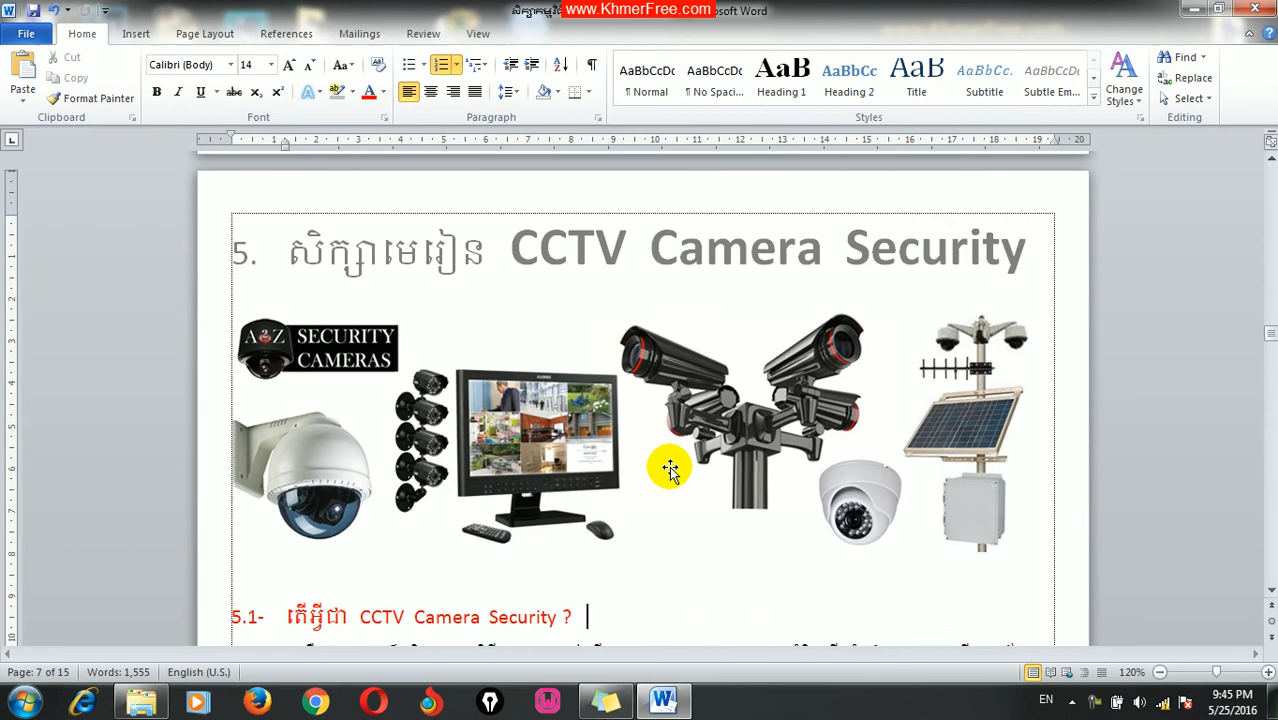 www.KhmerFree.com
osoft Word
File Home Insert Page Layout References Mailings Review View
Cut
Copy
Format Painter
Paste
Clipboard
Calibri (Body) 14
Font
Paragraph
AaBbCcDc AaBbCcDc AaB AaBbCc AaB AaBbCc. AaBbCcDc
¶ Normal ¶ No Spaci... Heading 1 Heading 2 Title Subtitle Subtle Em...
Styles
Change Styles
Find
Replace
Select
Editing
5. សិក្សាមេរៀន CCTV Camera Security
A2Z SECURITY
CAMERAS
5.1- តើអ្វីជា CCTV Camera Security ?
Page: 7 of 15 Words: 1,555 English (U.S.) 120%
EN
9:45 PM
5/25/2016